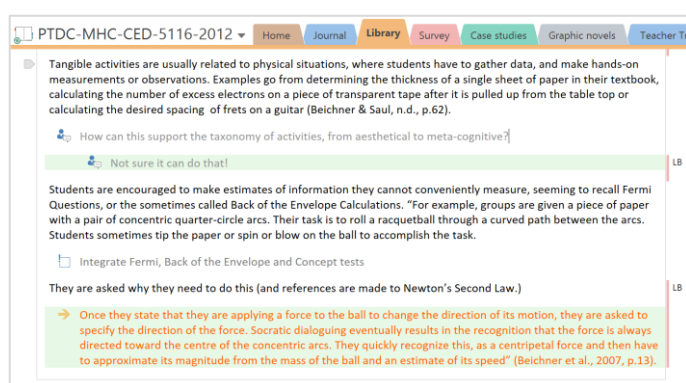 PTDC-MHC-CED-5116-2012
Home Journal Library Survey Case studies Graphic novels Teacher
Tangible activities are usually related to physical situations, where students have to gather data, and make hands-on
measurements or observations. Examples go from determining the thickness of a single sheet of paper in their textbook,
calculating the number of excess electrons on a piece of transparent tape after it is pulled up from the table top or
calculating the desired spacing of frets on a guitar (Beichner & Saul, n.d., p.62).
How can this support the taxonomy of activities, from aesthetical to meta-cognitive?
Not sure it can do that!
LB
Students are encouraged to make estimates of information they cannot conveniently measure, seeming to recall Fermi
Questions, or the sometimes called Back of the Envelope Calculations. “For example, groups are given a piece of paper
with a pair of concentric quarter-circle arcs. Their task is to roll a racquetball through a curved path between the arcs.
Students sometimes tip the paper or spin or blow on the ball to accomplish the task.
Integrate Fermi, Back of the Envelope and Concept tests
They are asked why they need to do this (and references are made to Newton’s Second Law.)
LB
Once they state that they are applying a force to the ball to change the direction of its motion, they are asked to
specify the direction of the force. Socratic dialoguing eventually results in the recognition that the force is always
directed toward the centre of the concentric arcs. They quickly recognize this, as a centripetal force and then have
to approximate its magnitude from the mass of the ball and an estimate of its speed” (Beichner et al., 2007, p.13).